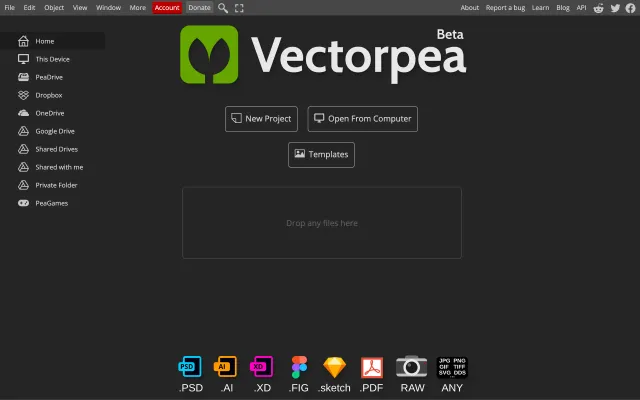 File Edit Object View Window More Account Donate About Report a bug Learn Blog API
Beta
Vectorpea
Home
This Device
PeaDrive
Dropbox
OneDrive
Google Drive
Shared Drives
Shared with me
Private Folder
PeaGames
New Project Open From Computer
Templates
Drop any files here
PSD AI XD JPG PNG
GIF TIFF
SVG DDS
.PSD .AI .XD .FIG .sketch .PDF RAW ANY